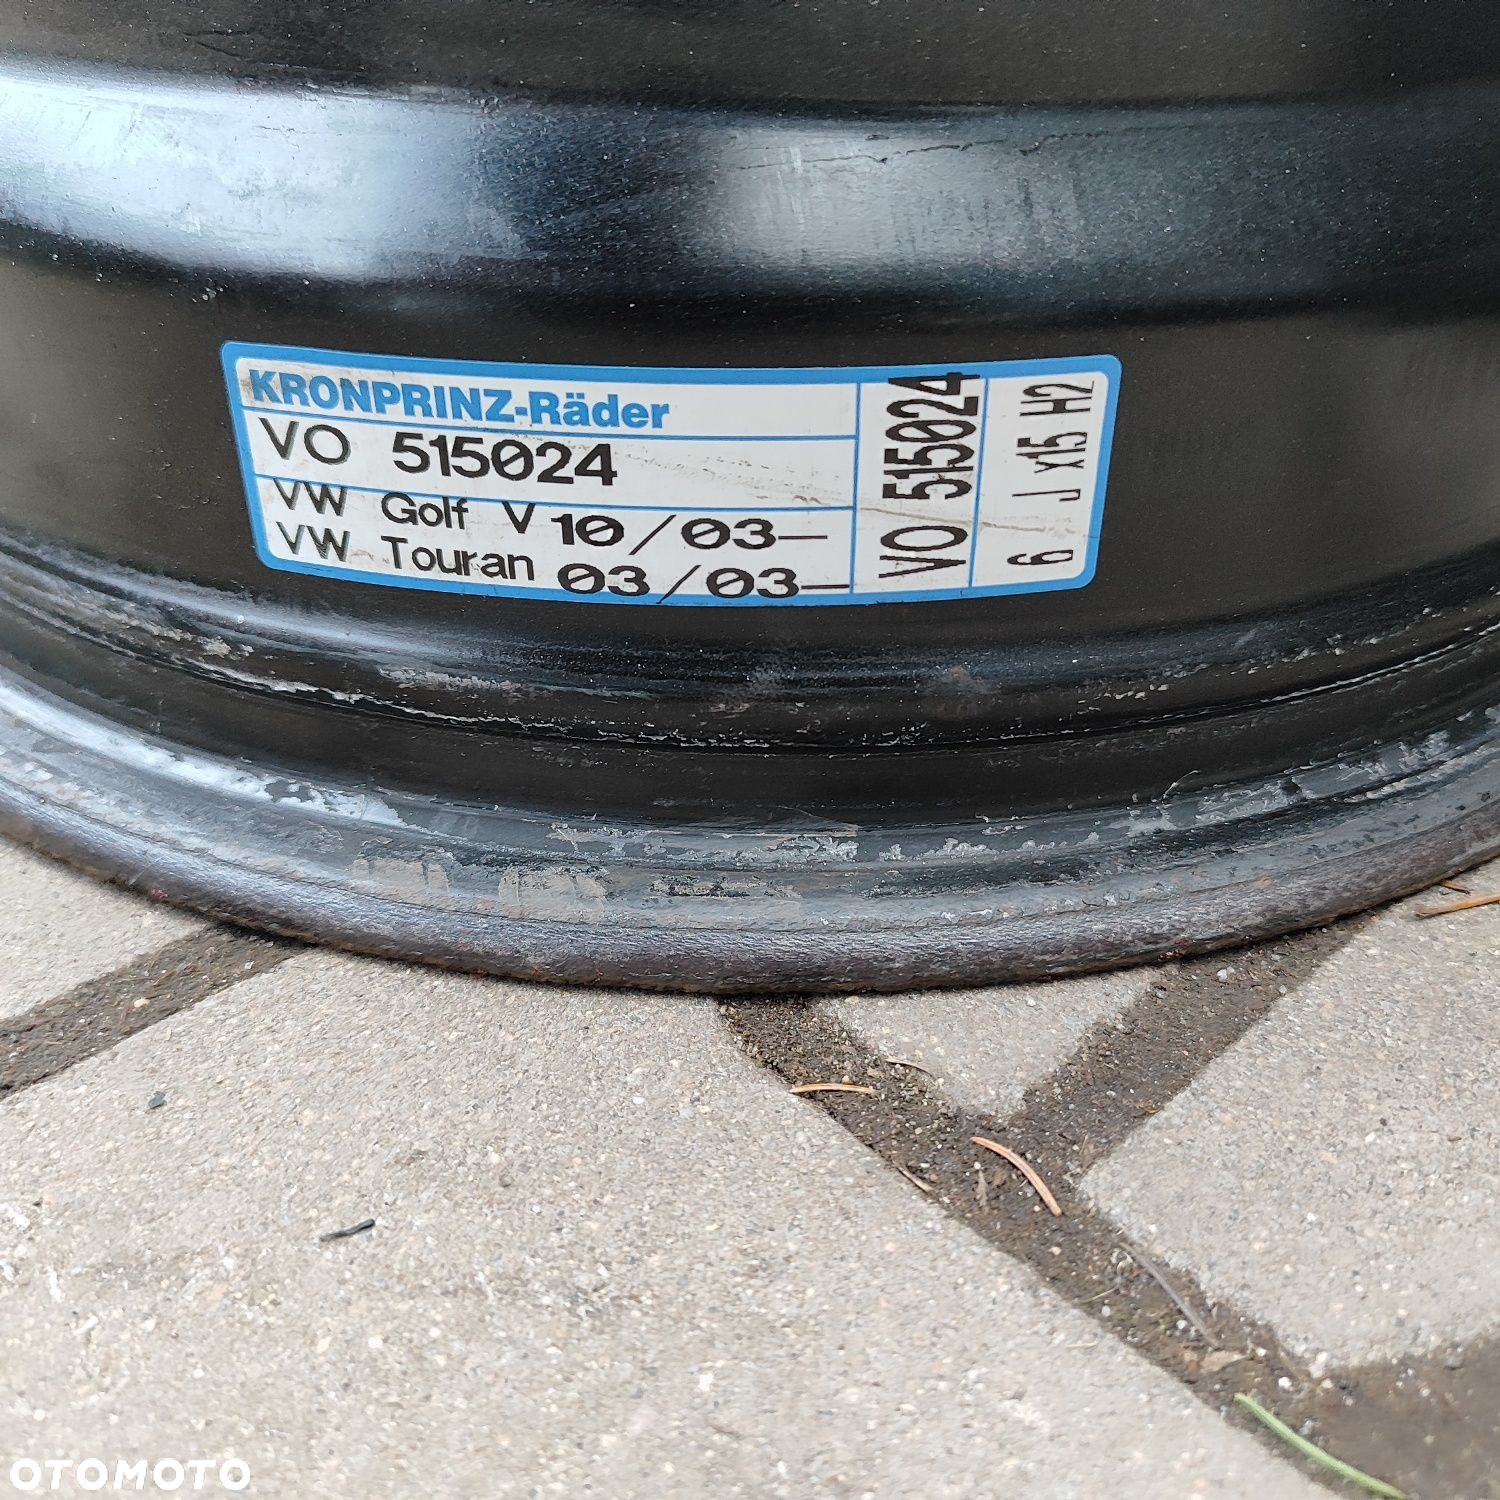 KRONPRINZ-Räder
VO 515024
VW Golf V 10/03-
VW Touran 03/03-
VO 515024
6 J x15 H2
OTOMOTO